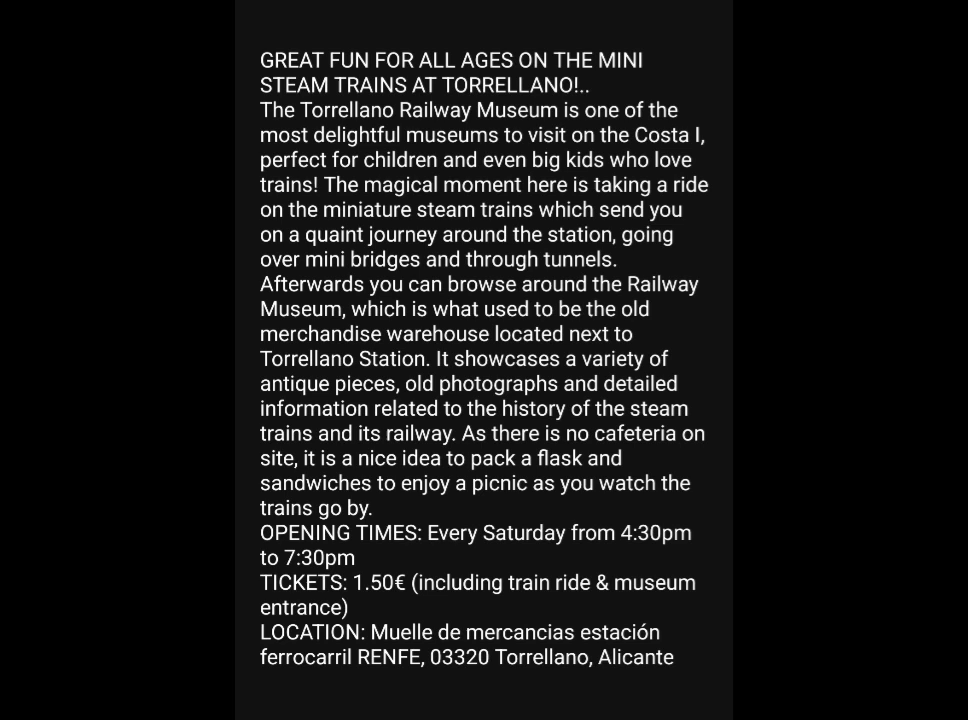 GREAT FUN FOR ALL AGES ON THE MINI
STEAM TRAINS AT TORRELLANO!..
The Torrellano Railway Museum is one of the
most delightful museums to visit on the Costa I,
perfect for children and even big kids who love
trains! The magical moment here is taking a ride
on the miniature steam trains which send you
on a quaint journey around the station, going
over mini bridges and through tunnels.
Afterwards you can browse around the Railway
Museum, which is what used to be the old
merchandise warehouse located next to
Torrellano Station. It showcases a variety of
antique pieces, old photographs and detailed
information related to the history of the steam
trains and its railway. As there is no cafeteria on
site, it is a nice idea to pack a flask and
sandwiches to enjoy a picnic as you watch the
trains go by.
OPENING TIMES: Every Saturday from 4:30pm
to 7:30pm
TICKETS: 1.50€ (including train ride & museum
entrance)
LOCATION: Muelle de mercancias estación
ferrocarril RENFE, 03320 Torrellano, Alicante